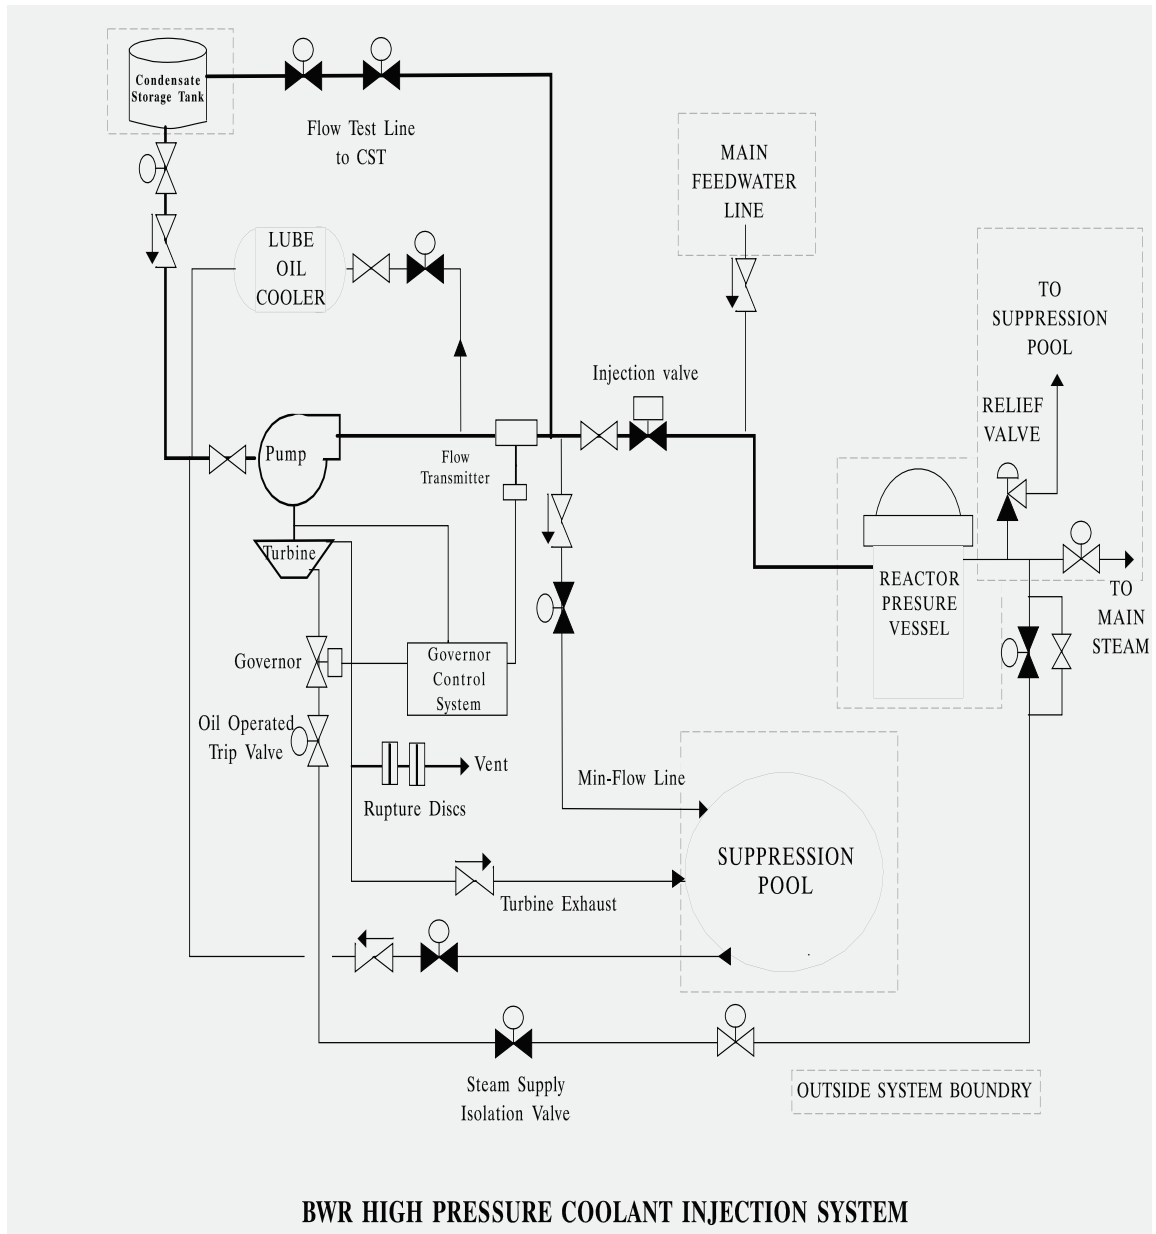 Condensate
Storage Tank
Flow Test Line
to CST
MAIN
FEEDWATER
LINE
LUBE
OIL
COOLER
TO
SUPPRESSION
POOL
Injection valve
RELIEF
VALVE
Pump
Flow
Transmitter
Turbine
REACTOR
PRESURE
VESSEL
TO
MAIN
STEAM
Governor
Governor
Control
System
Oil Operated
Trip Valve
Vent
Rupture Discs
Min-Flow Line
SUPPRESSION
POOL
Turbine Exhaust
Steam Supply
Isolation Valve
OUTSIDE SYSTEM BOUNDRY
BWR HIGH PRESSURE COOLANT INJECTION SYSTEM